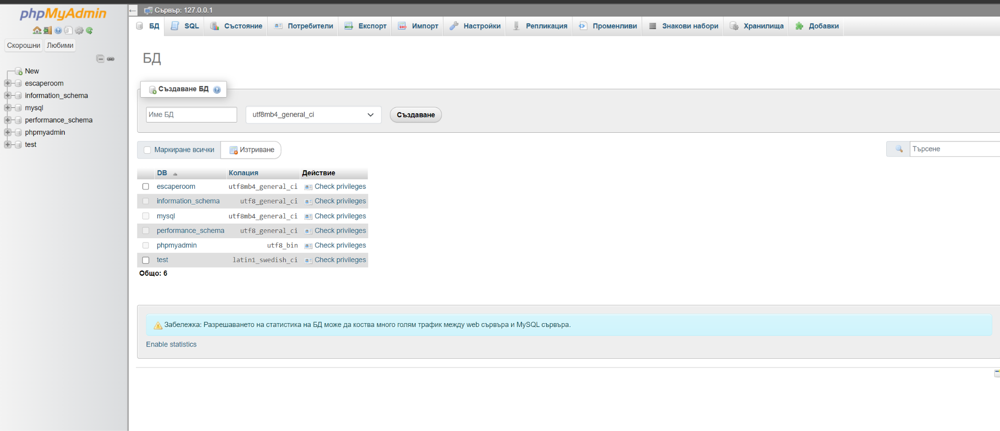 phpMyAdmin
Скорошни Любими
New
escaperoom
information_schema
mysql
performance_schema
phpmyadmin
test
Сървър: 127.0.0.1
БД SQL Състояние Потребители Експорт Импорт Настройки Репликация Променливи Знакови набори Хранилища Добавки
БД
Създаване БД
Име БД utf8mb4_general_ci Създаване
Маркиране всички Изтриване Търсене
DB Колация Действие
escaperoom utf8mb4_general_ci Check privileges
information_schema utf8_general_ci Check privileges
mysql utf8mb4_general_ci Check privileges
performance_schema utf8_general_ci Check privileges
phpmyadmin utf8_bin Check privileges
test latin1_swedish_ci Check privileges
Общо: 6
Забележка: Разрешаването на статистика на БД може да коства много голям трафик между web сървъра и MySQL сървъра.
Enable statistics